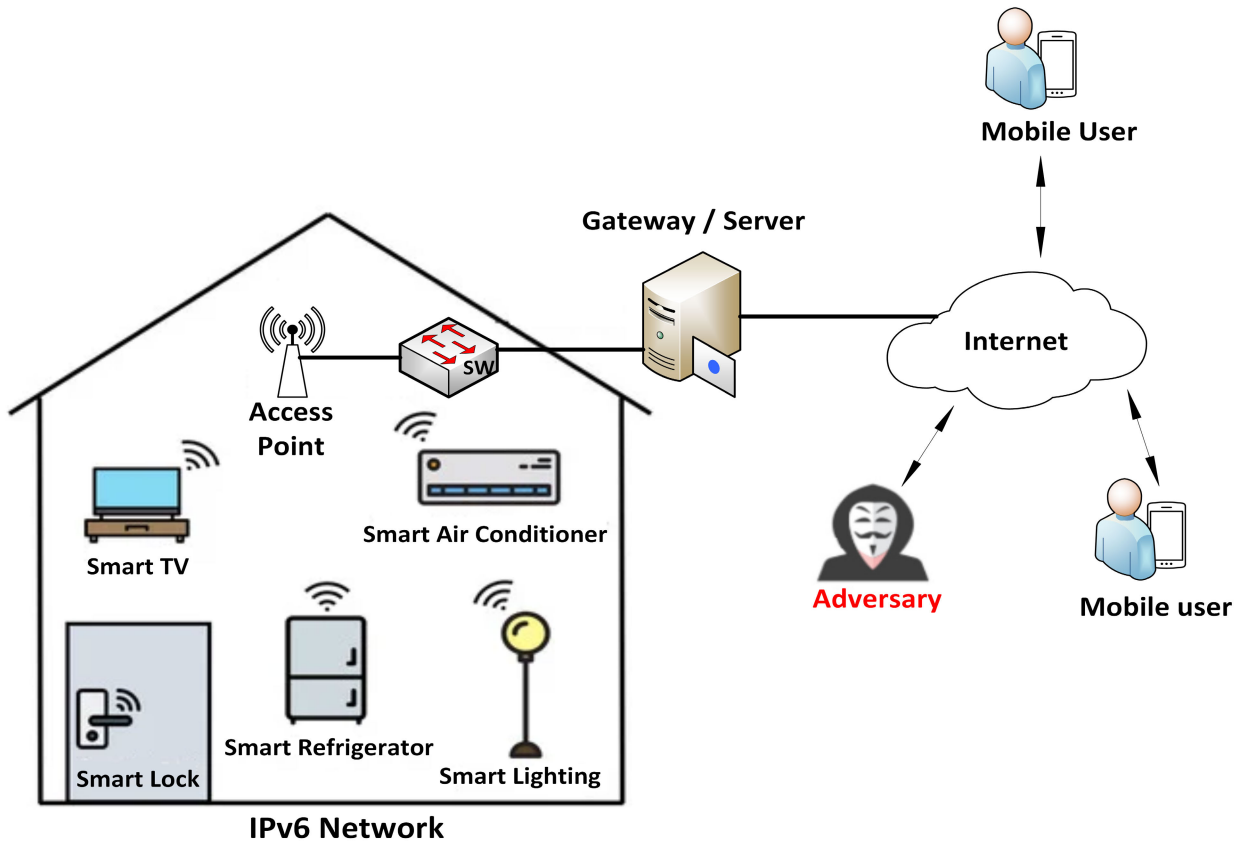 Mobile User
Gateway / Server
Internet
SW
Access
Point
Smart TV
Smart Air Conditioner
Adversary
Mobile user
Smart Refrigerator
Smart Lock
Smart Lighting
IPv6 Network